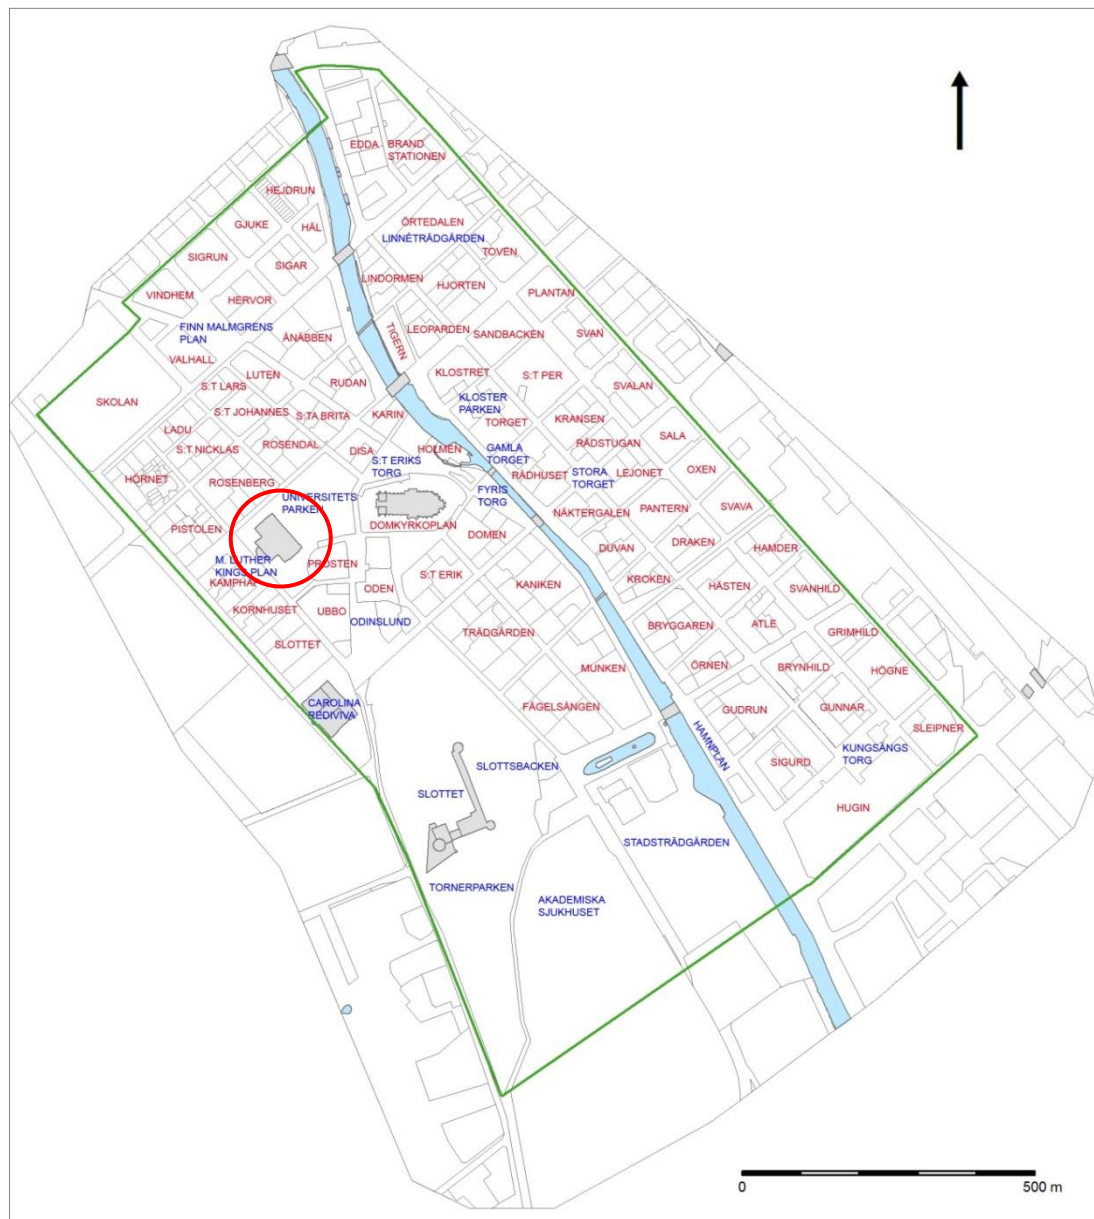 EDDA
BRAND
STATIONEN
HEJDRUN
GJUKE
HÄL
ÖRTEDALEN
LINNÉTRÄDGÅRDEN
TOVEN
SIGRUN
SIGAR
LINDORMEN
HJORTEN
PLANTAN
VINDHEM
HERVOR
FINN MALMGRENS
PLAN
ÅNÄBBEN
TIGERN
LEOPARDEN
SANDBACKEN
SVAN
VALHALL
LUTEN
S:T LARS
RUDAN
KLOSTRET
S:T PER
SVALAN
SKOLAN
S:T JOHANNES
S:TA BRITA
KARIN
KLOSTER
PARKEN
TORGET
KRANSEN
LADU
S:T NICKLAS
ROSENDAL
DISA
HOLMEN
GAMLA
TORGET
RÅDSTUGAN
SALA
S:T ERIKS
TORG
RÅDHUSET
STORA
TORGET
LEJONET
OXEN
HÖRNET
ROSENBERG
UNIVERSITETS
PARKEN
FYRIS
TORG
NÄKTERGALEN
PANTERN
SVAVA
PISTOLEN
DOMKYRKOPLAN
DOMEN
DUVAN
DRAKEN
HAMDER
M. LUTHER
KINGS PLAN
PROSTEN
KAMPHAV
ODEN
S:T ERIK
KANIKEN
KROKEN
HÄSTEN
SVANHILD
KORNHUSET
UBBO
ODINSLUND
TRÄDGÅRDEN
BRYGGAREN
ATLE
GRIMHILD
SLOTTET
MUNKEN
ÖRNEN
BRYNHILD
HÖGNE
CAROLINA
REDIVIVA
FÅGELSÅNGEN
GUDRUN
GUNNAR
SLEIPNER
HAMNPLAN
KUNGSÄNGS
TORG
SLOTTSBACKEN
SIGURD
SLOTTET
HUGIN
STADSTRÄDGÅRDEN
TORNERPARKEN
AKADEMISKA
SJUKHUSET
0
500 m